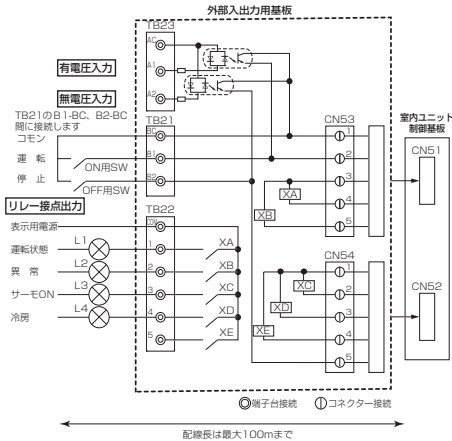 外部入出力用基板
TB23
AC
A1
A2
有電圧入力
無電圧入力
TB21のB1-BC、B2-BC
間に接続します
コモン
運 転
停 止
ON用SW
OFF用SW
TB21
BC
B1
B2
リレー接点出力
表示用電源
運転状態
異 常
サーモON
冷房
L1
L2
L3
L4
TB22
COM
1
2
3
4
5
XA
XB
XC
XD
XE
CN53
1
2
3
4
5
XA
XB
CN54
1
2
3
4
5
XC
XD
XE
室内ユニット
制御基板
CN51
CN52
端子台接続
コネクター接続
配線長は最大100mまで